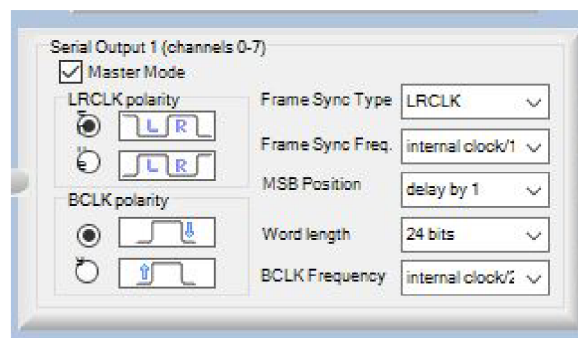 Serial Output 1 (channels 0-7)
Master Mode
LRCLK polarity
L R
L R
BCLK polarity
Frame Sync Type LRCLK
Frame Sync Freq. internal clock/1
MSB Position delay by 1
Word length 24 bits
BCLK Frequency internal clock/2